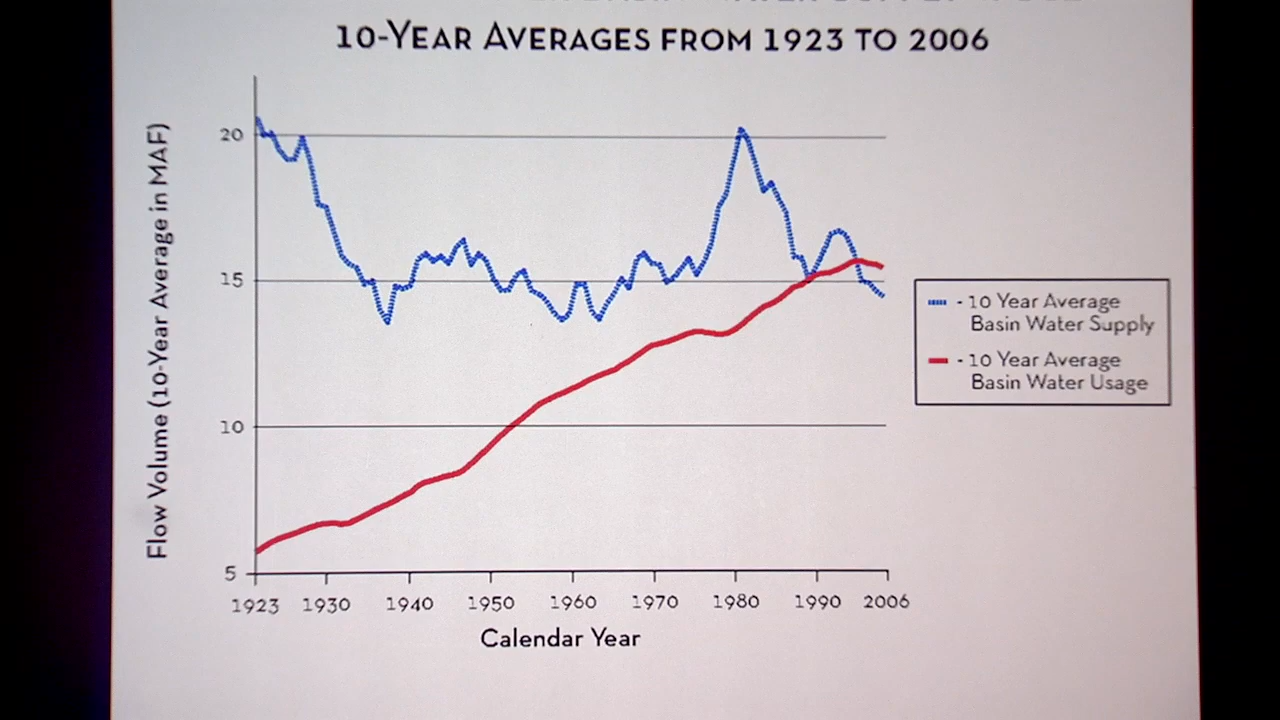 10-YEAR AVERAGES FROM 1923 TO 2006
Flow Volume (10-Year Average in MAF)
20
15
10
5
1923 1930 1940 1950 1960 1970 1980 1990 2006
Calendar Year
- 10 Year Average
Basin Water Supply
- 10 Year Average
Basin Water Usage